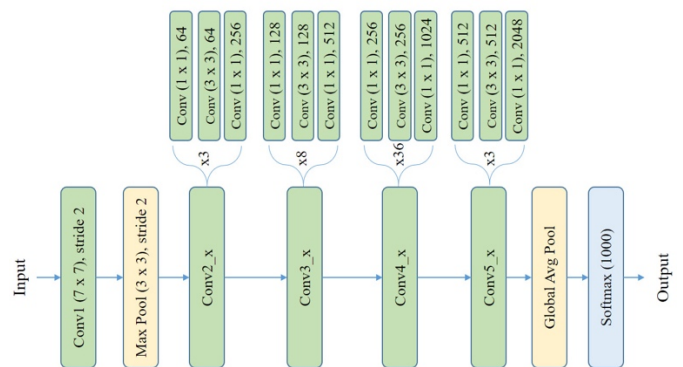 Conv (1 x 1), 64
Conv (3 x 3), 64
Conv (1 x 1), 256
Conv (1 x 1), 128
Conv (3 x 3), 128
Conv (1 x 1), 512
Conv (1 x 1), 256
Conv (3 x 3), 256
Conv (1 x 1), 1024
Conv (1 x 1), 512
Conv (3 x 3), 512
Conv (1 x 1), 2048
x3
x8
x36
x3
Input
Conv1 (7 x 7), stride 2
Max Pool (3 x 3), stride 2
Conv2_x
Conv3_x
Conv4_x
Conv5_x
Global Avg Pool
Softmax (1000)
Output